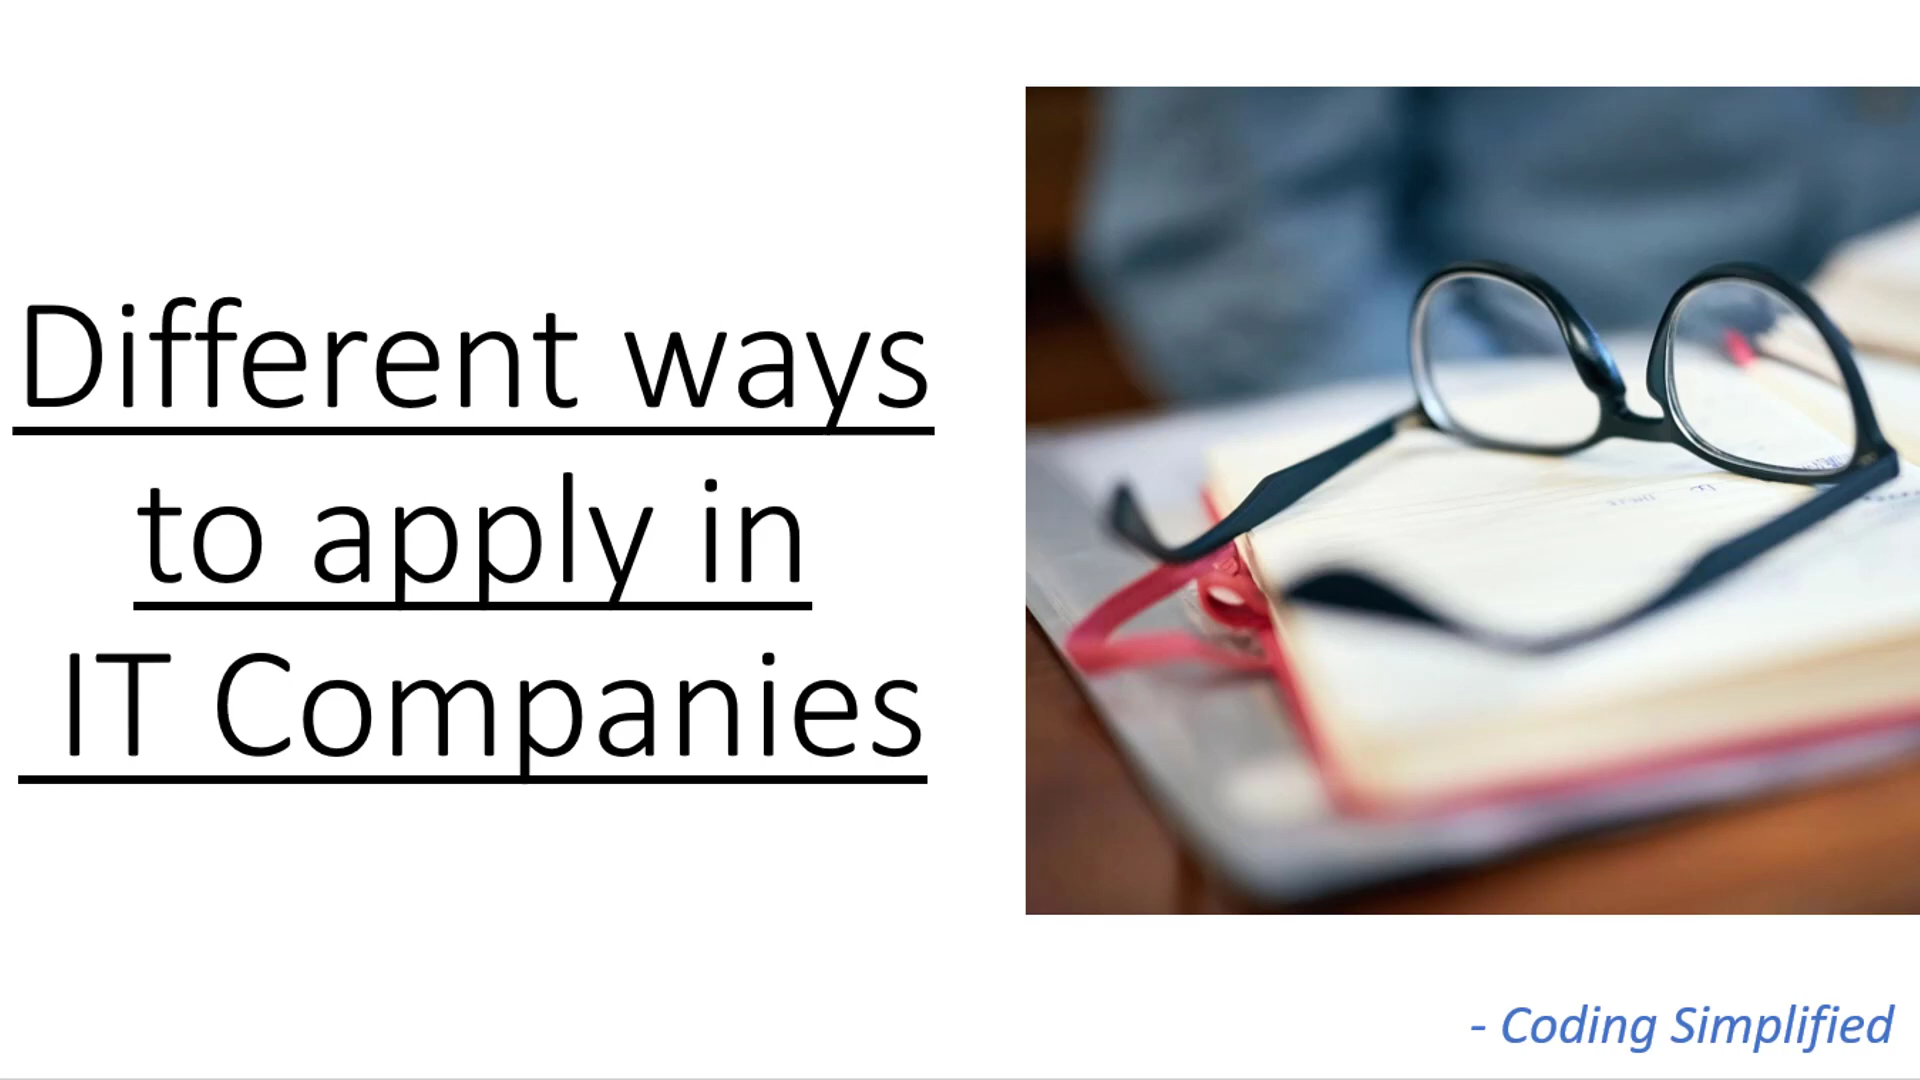 Different ways
to apply in
IT Companies
- Coding Simplified